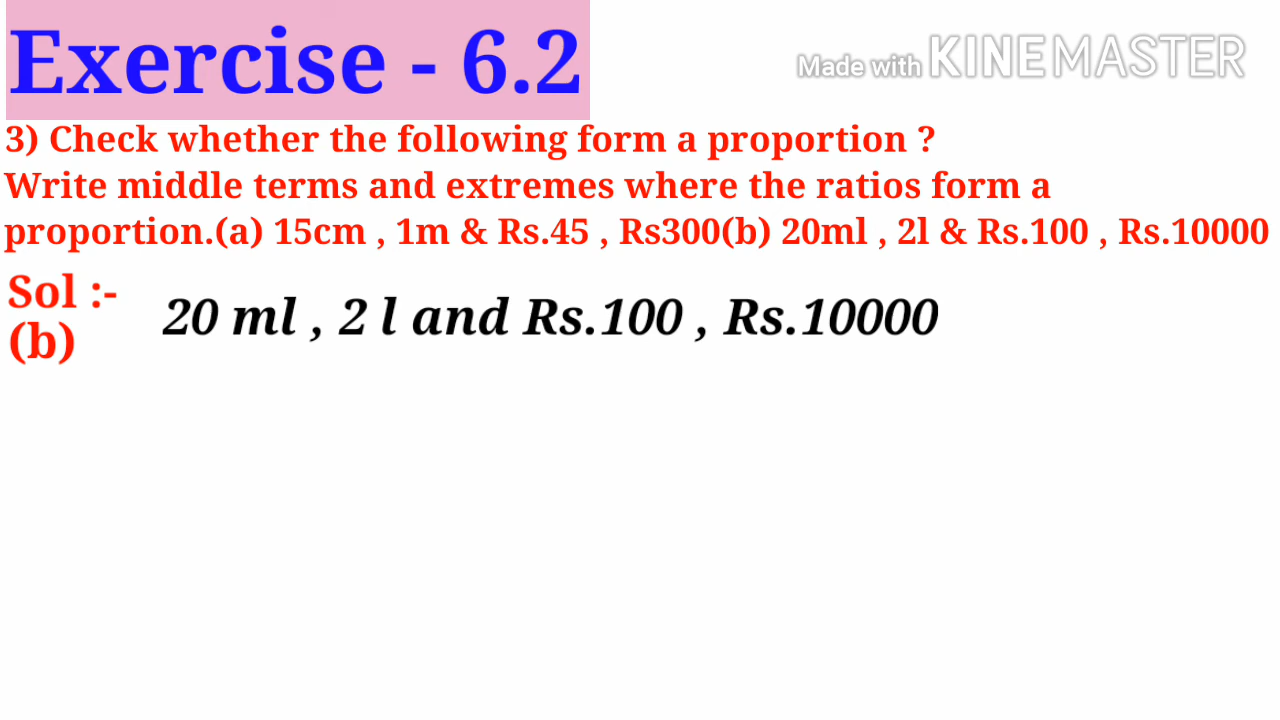 Exercise - 6.2
Made with KINEMASTER
3) Check whether the following form a proportion ?
Write middle terms and extremes where the ratios form a
proportion.(a) 15cm , 1m & Rs.45 , Rs300(b) 20ml , 2l & Rs.100 , Rs.10000
Sol :-
(b)
20 ml , 2 l and Rs.100 , Rs.10000